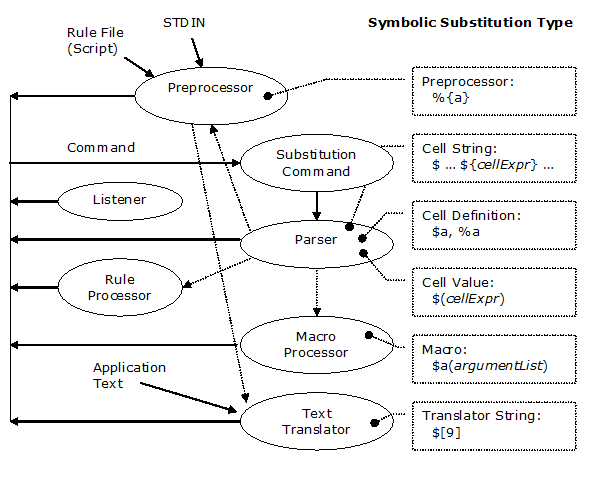 STDIN
Symbolic Substitution Type
Rule File
(Script)
Preprocessor
Preprocessor:
%{a}
Command
Substitution
Command
Cell String:
$ ... ${cellExpr} ...
Listener
Parser
Cell Definition:
$a, %a
Rule
Processor
Cell Value:
$(cellExpr)
Macro
Processor
Macro:
$a(argumentList)
Application
Text
Text
Translator
Translator String:
$[9]